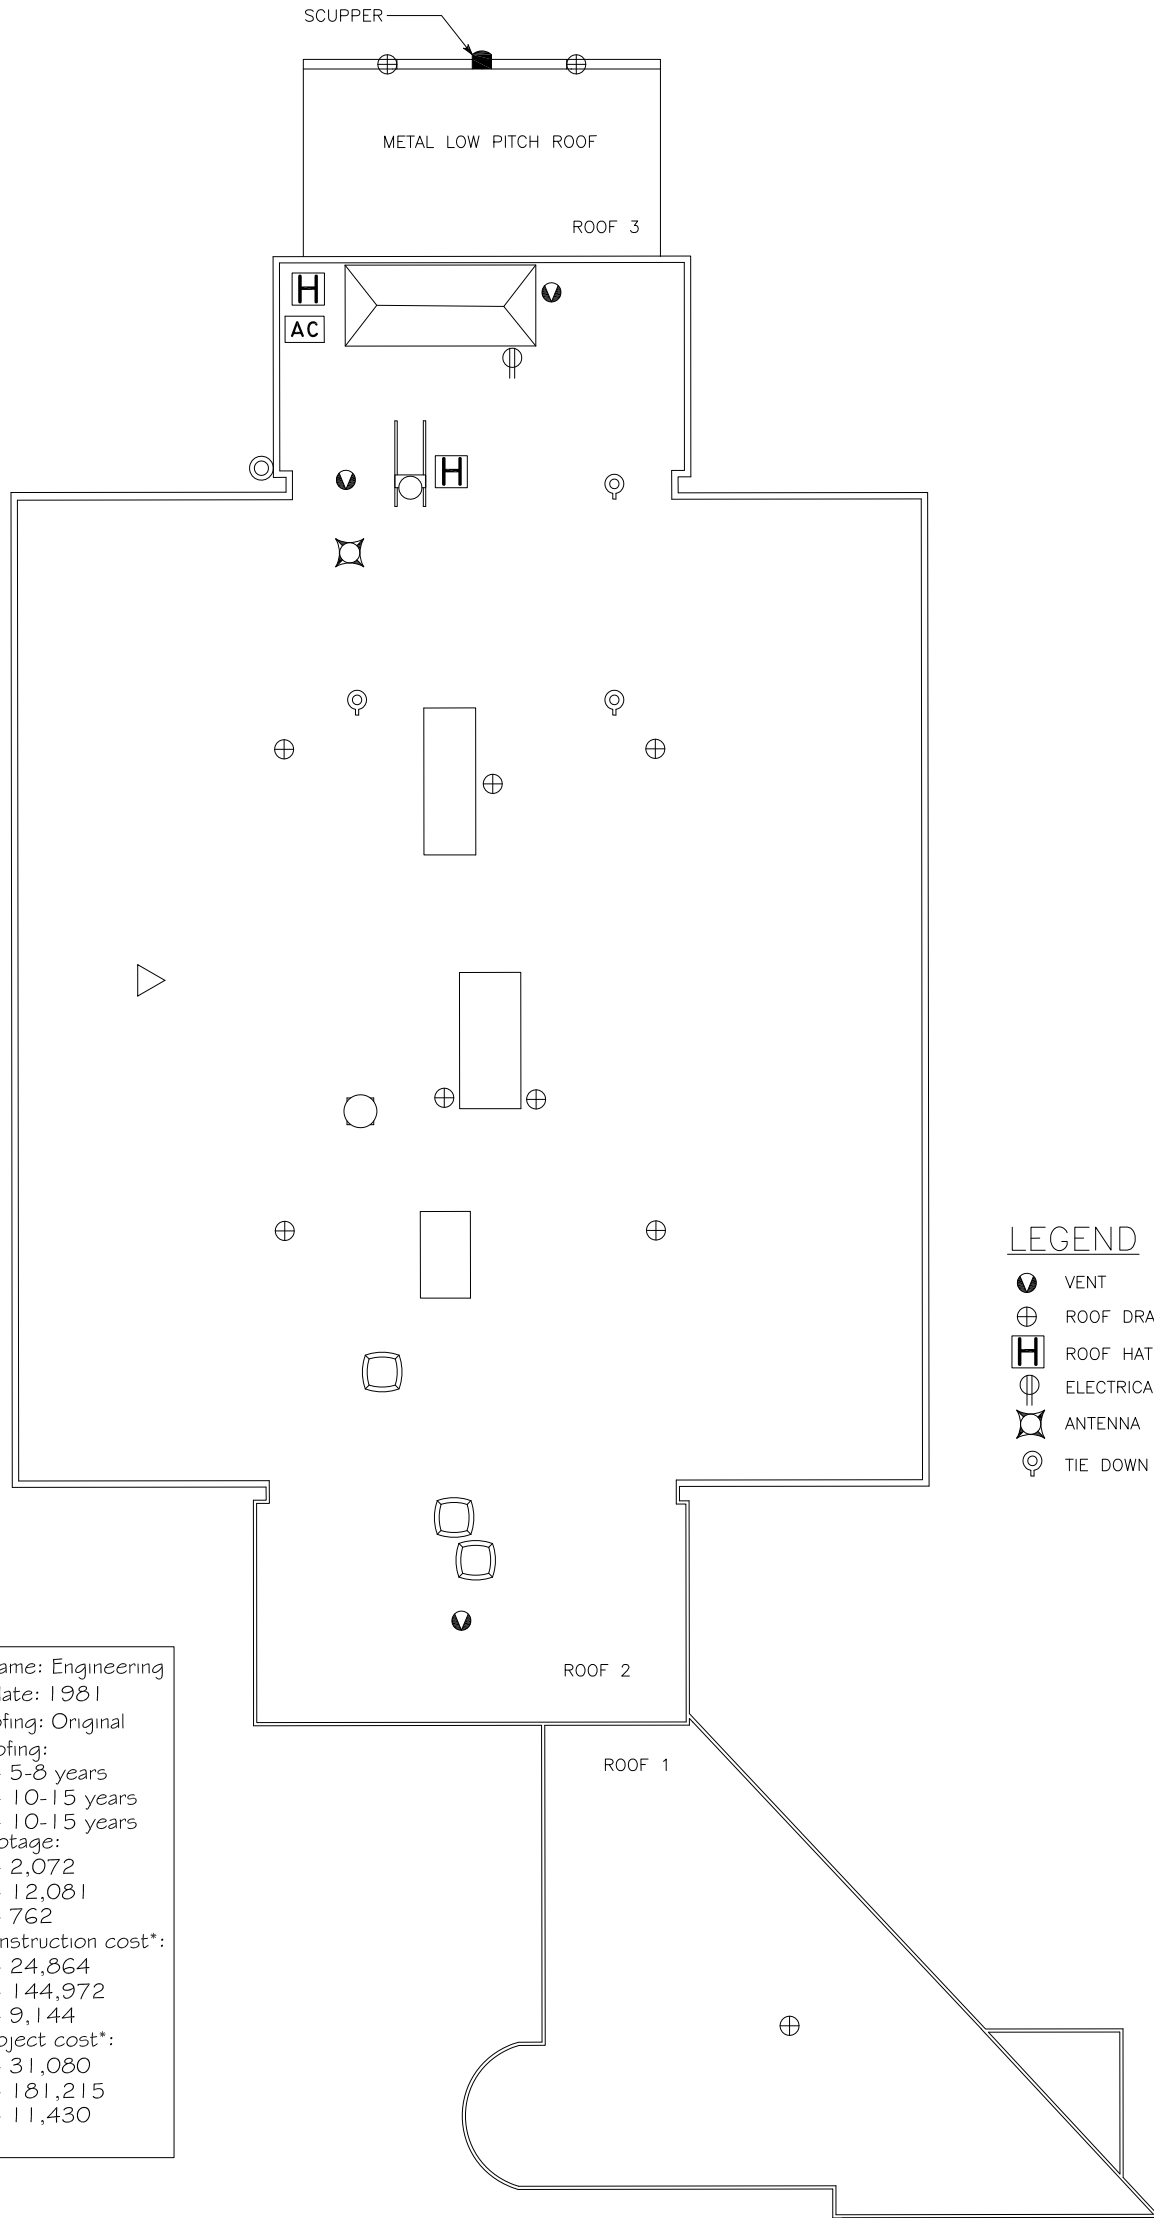 SCUPPER
METAL LOW PITCH ROOF
ROOF 3
H
AC
H
LEGEND
VENT
ROOF DRA
H ROOF HAT
ELECTRICA
ANTENNA
TIE DOWN
ROOF 2
ROOF 1
ame: Engineering
ate: 1981
ofing: Original
ofing:
- 5-8 years
- 10-15 years
- 10-15 years
otage:
- 2,072
- 12,081
- 762
nstruction cost*:
- 24,864
- 144,972
- 9,144
oject cost*:
- 31,080
- 181,215
- 11,430